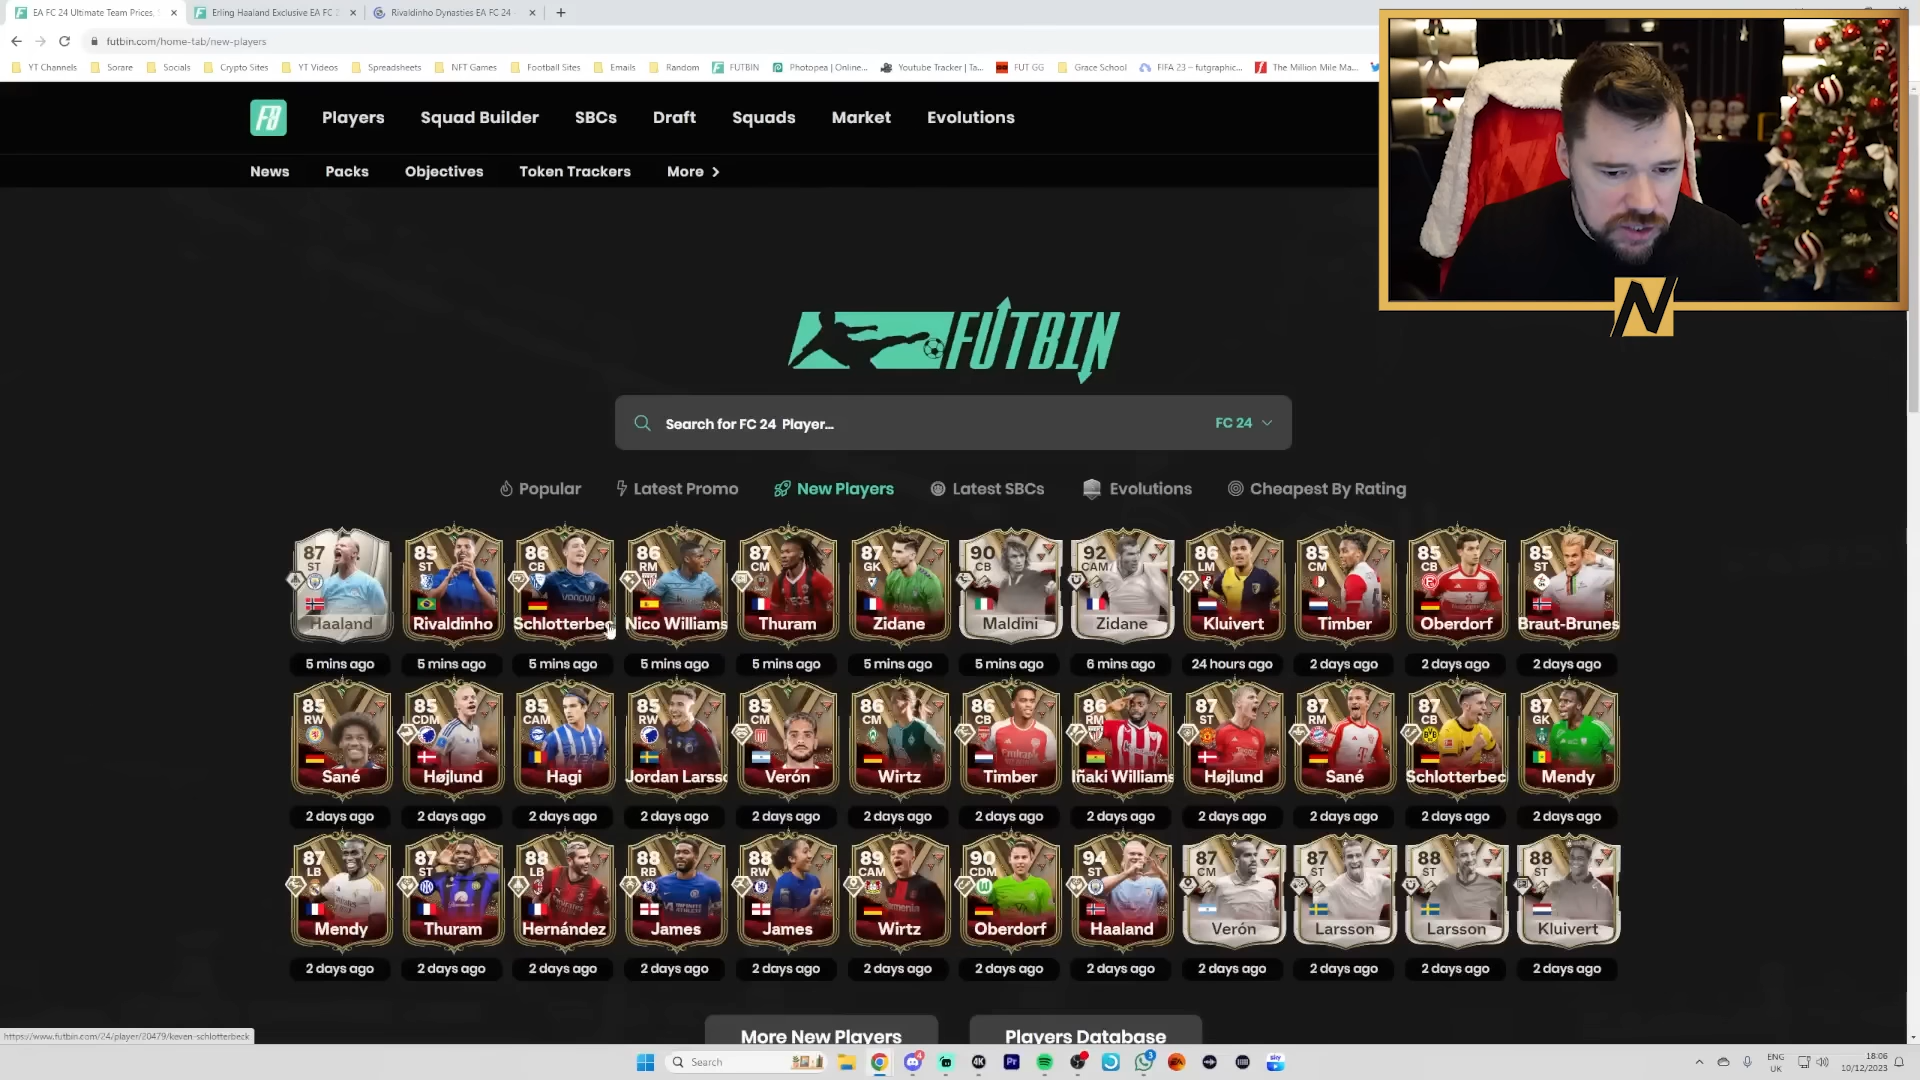 EA FC 24 Ultimate Team Prices, S
Erling Haaland Exclusive EA FC 2
Rivaldinho Dynasties EA FC 24
futbin.com/home-tab/new-players
YT Channels Sorare Socials Crypto Sites YT Videos Spreadsheets NFT Games Football Sites Emails Random FUTBIN Photopea | Online... Youtube Tracker | Ta... FUT GG Grace School FIFA 23 – futgraphic... The Million Mile Ma...
Players Squad Builder SBCs Draft Squads Market Evolutions
News Packs Objectives Token Trackers More
FUTBIN
Search for FC 24 Player...
FC 24
Popular Latest Promo New Players Latest SBCs Evolutions Cheapest By Rating
87 85 86 86 87 87 90 92 86 85 85 85
ST ST CB RM CM GK CB CAM LM CM CM ST
Haaland Rivaldinho Schlotterbec Nico Williams Thuram Zidane Maldini Zidane Kluivert Timber Oberdorf Braut-Brunes
5 mins ago 5 mins ago 5 mins ago 5 mins ago 5 mins ago 5 mins ago 5 mins ago 6 mins ago 24 hours ago 2 days ago 2 days ago 2 days ago
85 85 85 85 85 86 86 86 87 87 87 87
RW CDM CAM RW CM CM CB RM ST RM CB GK
Sané Højlund Hagi Jordan Larssc Verón Wirtz Timber Iñaki Williams Højlund Sané Schlotterbec Mendy
2 days ago 2 days ago 2 days ago 2 days ago 2 days ago 2 days ago 2 days ago 2 days ago 2 days ago 2 days ago 2 days ago 2 days ago
87 87 88 88 88 89 90 94 87 87 88 88
LB ST LB RB RW CAM CDM ST CM ST ST ST
Mendy Thuram Hernández James James Wirtz Oberdorf Haaland Verón Larsson Larsson Kluivert
2 days ago 2 days ago 2 days ago 2 days ago 2 days ago 2 days ago 2 days ago 2 days ago 2 days ago 2 days ago 2 days ago 2 days ago
More New Players Players Database
https://www.futbin.com/24/player/20479/keven-schlotterbeck
Search
ENG
UK
18:06
10/12/2023
N